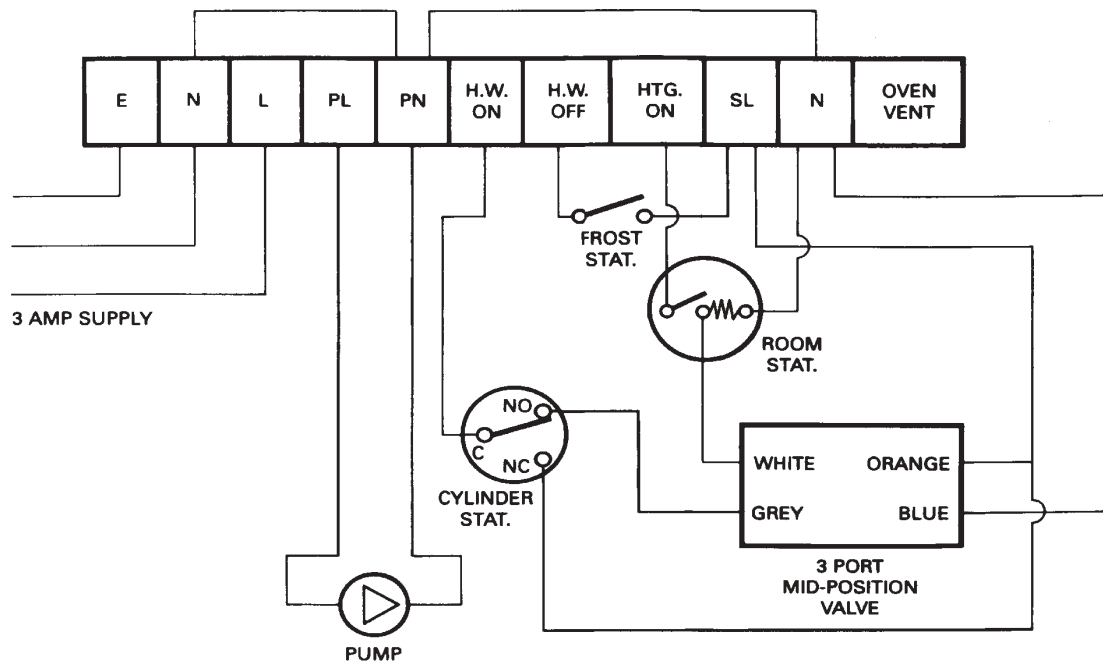 E N L PL PN H.W. ON H.W. OFF HTG. ON SL N OVEN VENT
FROST
STAT.
3 AMP SUPPLY
ROOM
STAT.
NO
C
NC
CYLINDER
STAT.
WHITE ORANGE
GREY BLUE
3 PORT
MID-POSITION
VALVE
PUMP